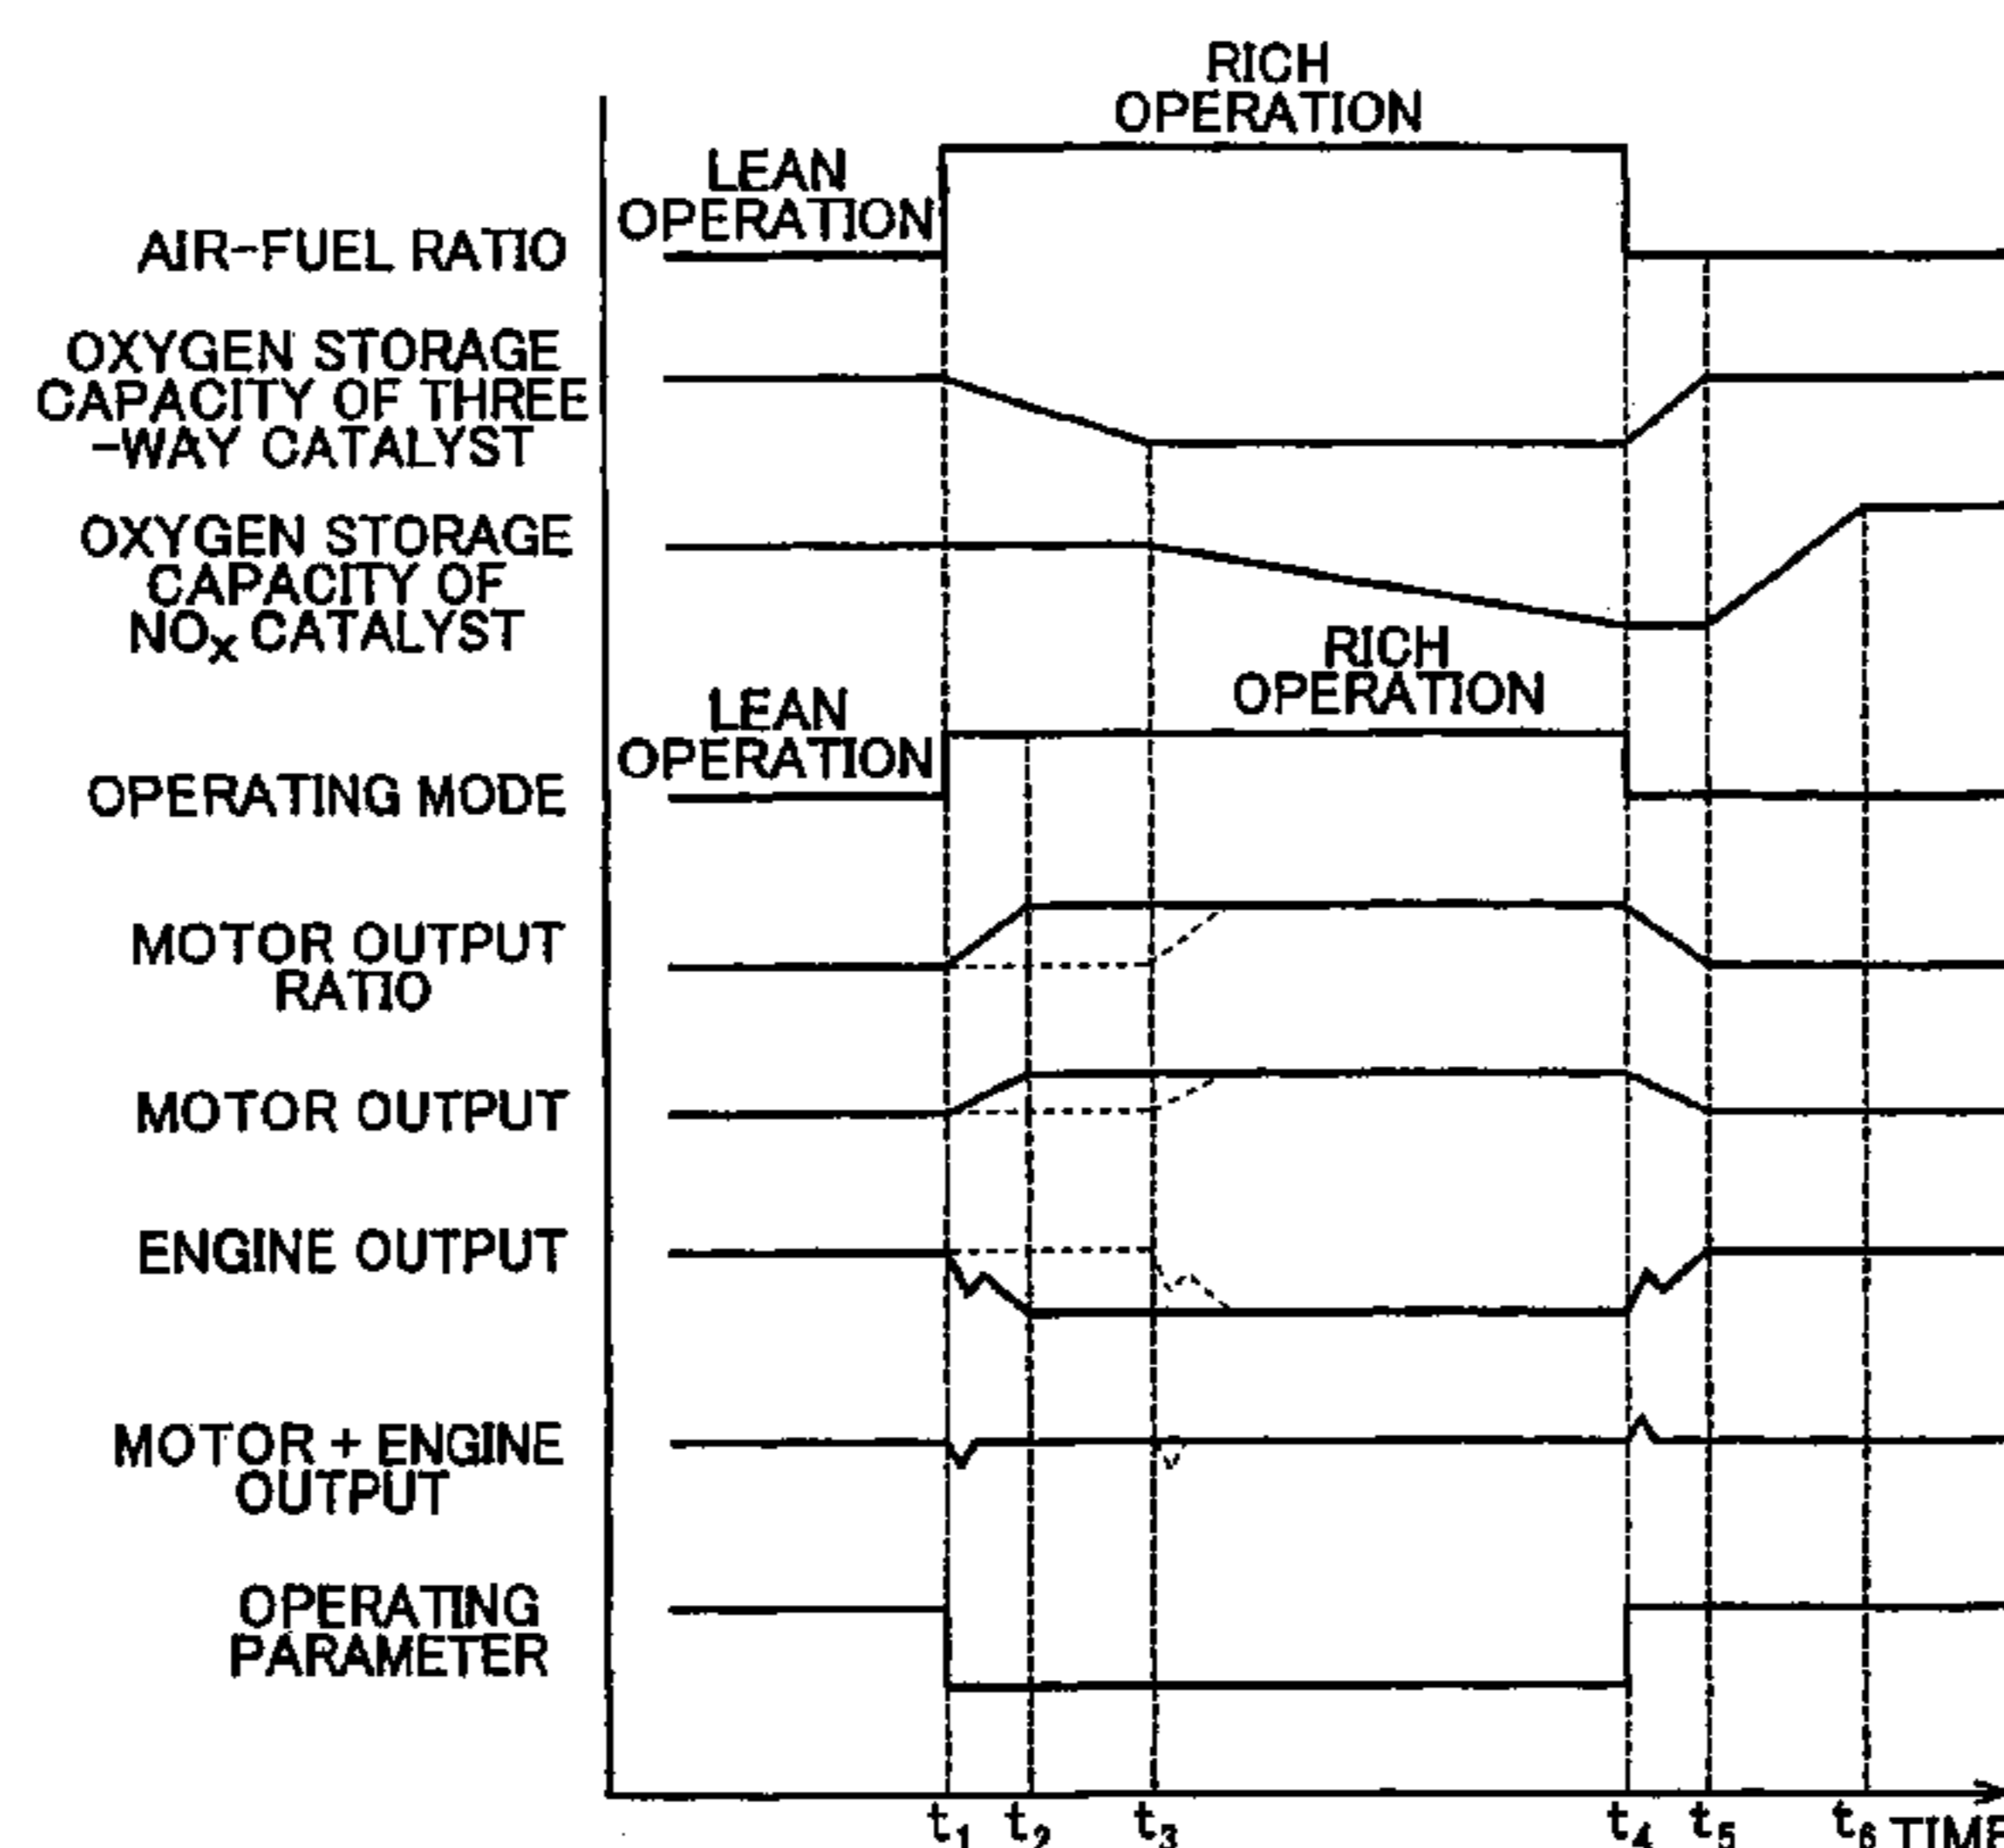 RICH
OPERATION
LEAN
OPERATION
AIR-FUEL RATIO
OXYGEN STORAGE
CAPACITY OF THREE
-WAY CATALYST
OXYGEN STORAGE
CAPACITY OF
NOx CATALYST
RICH
OPERATION
LEAN
OPERATION
OPERATING MODE
MOTOR OUTPUT
RATIO
MOTOR OUTPUT
ENGINE OUTPUT
MOTOR + ENGINE
OUTPUT
OPERATING
PARAMETER
t1 t2 t3 t4 t5 t6 TIME